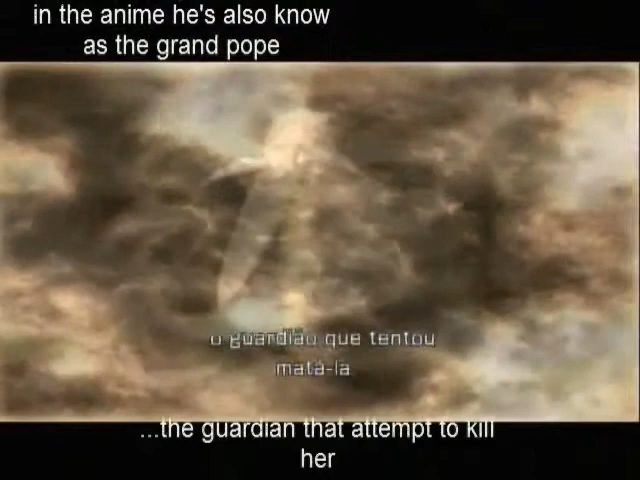 in the anime he's also know
as the grand pope
o guardião que tentou
matá-la
...the guardian that attempt to kill
her